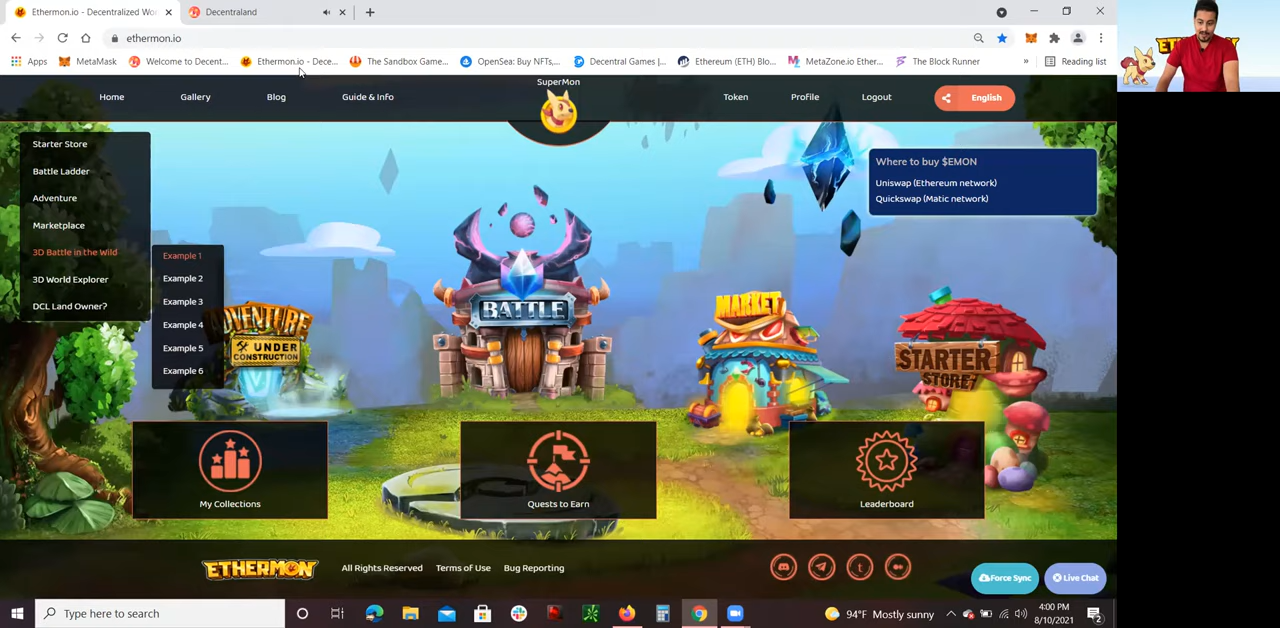 Ethermon.io - Decentralized Wo
Decentraland
ethermon.io
Apps
MetaMask
Welcome to Decent...
Ethermon.io - Dece...
The Sandbox Game...
OpenSea: Buy NFTs,...
Decentral Games |...
Ethereum (ETH) Blo...
MetaZone.io Ether...
The Block Runner
»
Reading list
Home
Gallery
Blog
Guide & Info
SuperMon
Token
Profile
Logout
English
Starter Store
Battle Ladder
Adventure
Marketplace
3D Battle in the Wild
3D World Explorer
DCL Land Owner?
Example 1
Example 2
Example 3
Example 4
Example 5
Example 6
Where to buy $EMON
Uniswap (Ethereum network)
Quickswap (Matic network)
ADVENTURE
UNDER
CONSTRUCTION
BATTLE
MARKET
STARTER
STORE
My Collections
Quests to Earn
Leaderboard
ETHERMON
All Rights Reserved
Terms of Use
Bug Reporting
Force Sync
Live Chat
Type here to search
94°F Mostly sunny
4:00 PM
8/10/2021
2